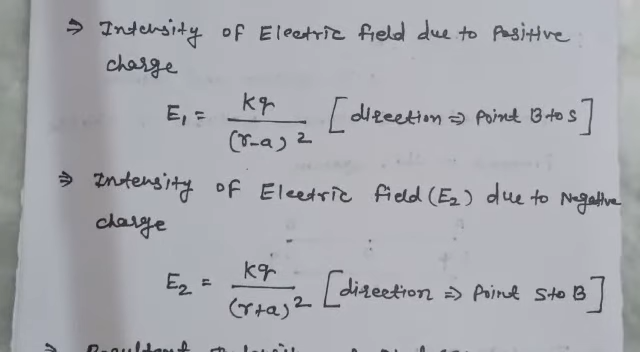 ⇒ Intensity of Electric field due to Positive
charge
E₁ = kq / (r-a)² [direction ⇒ Point B to S]
⇒ Intensity of Electric field (E₂) due to Negative
charge
E₂ = kq / (r+a)² [direction ⇒ Point S to B]